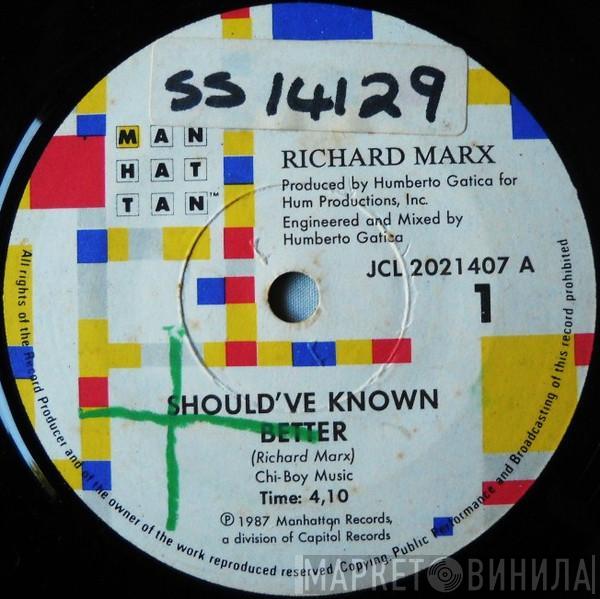 SS 14129
MAN
HAT
TAN™
RICHARD MARX
Produced by Humberto Gatica for
Hum Productions, Inc.
Engineered and Mixed by
Humberto Gatica
JCL 2021407 A
1
SHOULD'VE KNOWN
BETTER
(Richard Marx)
Chi-Boy Music
Time: 4,10
℗ 1987 Manhattan Records,
a division of Capitol Records
All rights of the Record Producer and of the owner of the work reproduced reserved. Copying, Public Performance and Broadcasting of this record prohibited
МАРКЕТ ВИНИЛА